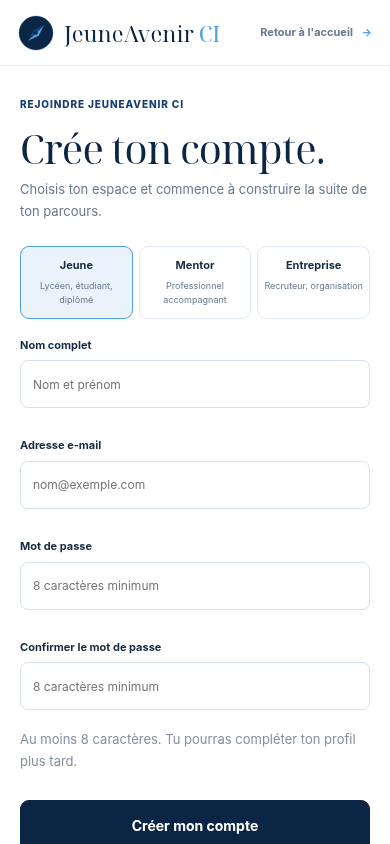 JeuneAvenir CI
Retour à l'accueil →
REJOINDRE JEUNEAVENIR CI
Crée ton compte.
Choisis ton espace et commence à construire la suite de
ton parcours.
Jeune
Lycéen, étudiant,
diplômé
Mentor
Professionnel
accompagnant
Entreprise
Recruteur, organisation
Nom complet
Nom et prénom
Adresse e-mail
nom@exemple.com
Mot de passe
8 caractères minimum
Confirmer le mot de passe
8 caractères minimum
Au moins 8 caractères. Tu pourras compléter ton profil
plus tard.
Créer mon compte